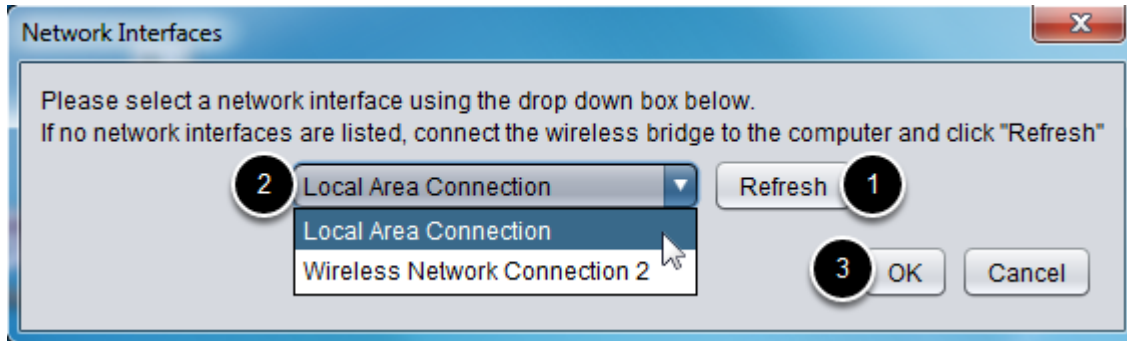 Network Interfaces
X
Please select a network interface using the drop down box below.
If no network interfaces are listed, connect the wireless bridge to the computer and click "Refresh"
2 Local Area Connection Refresh 1
Local Area Connection
Wireless Network Connection 2
3 OK Cancel